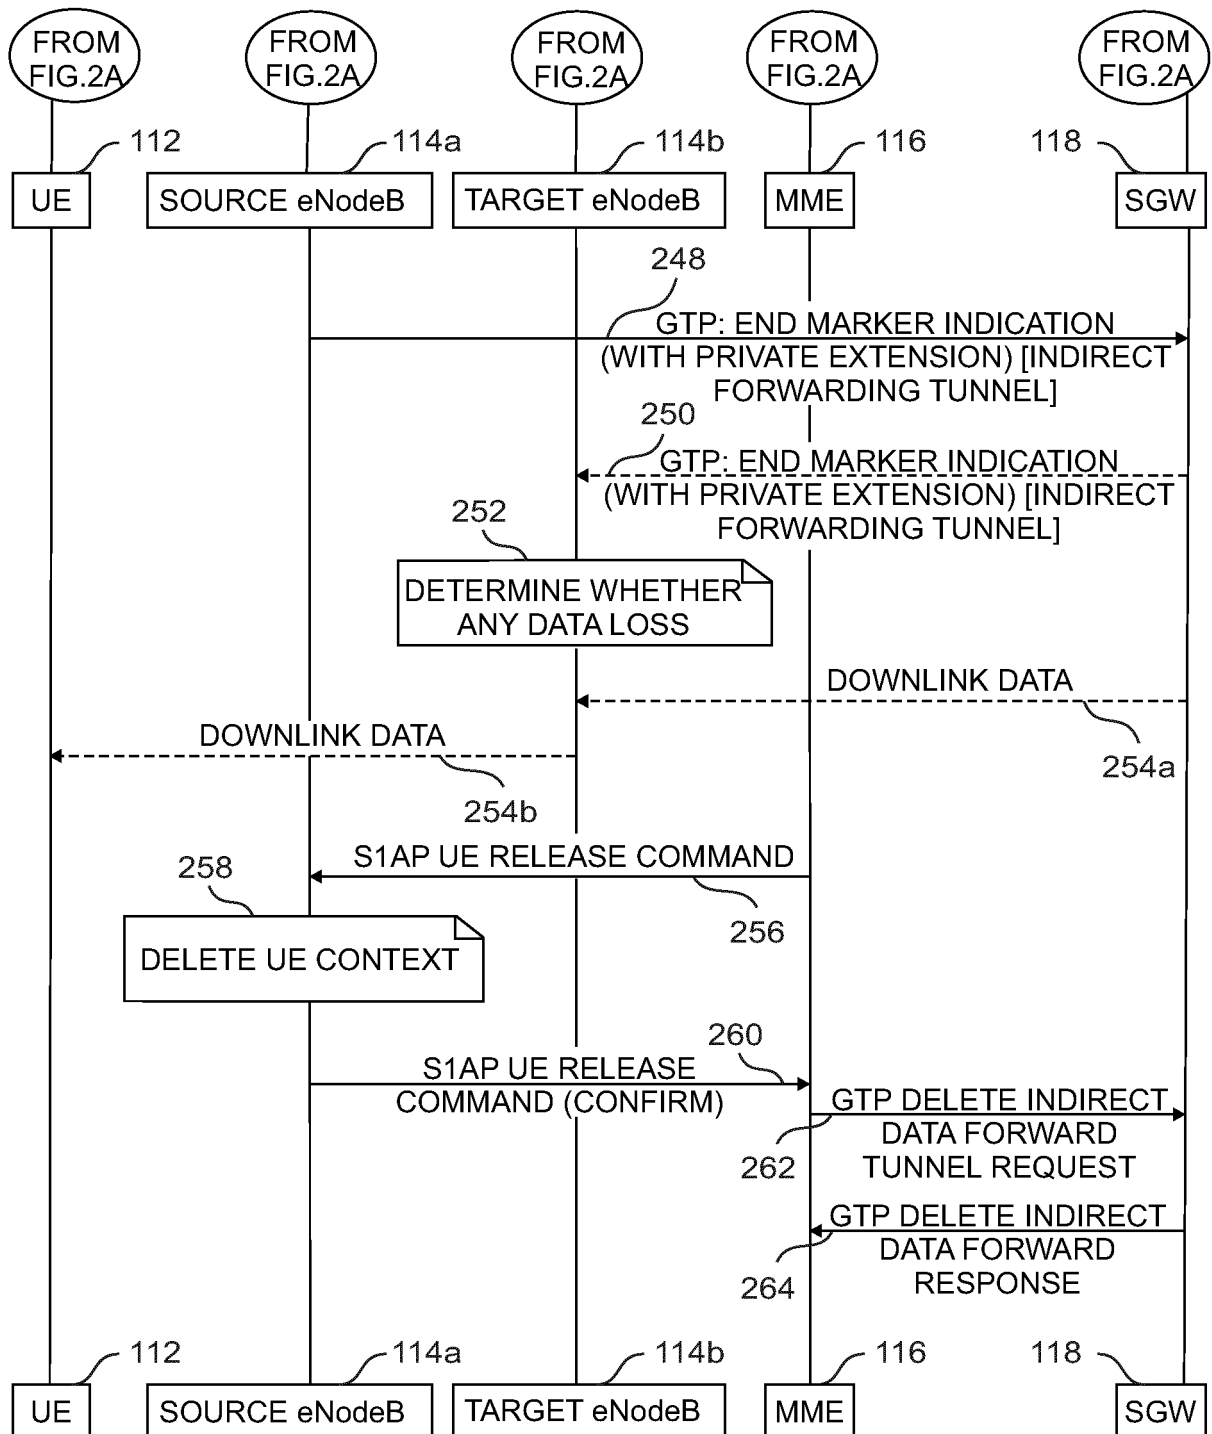 FROM FIG.2A
FROM FIG.2A
FROM FIG.2A
FROM FIG.2A
FROM FIG.2A
112
114a
114b
116
118
UE
SOURCE eNodeB
TARGET eNodeB
MME
SGW
248
GTP: END MARKER INDICATION
(WITH PRIVATE EXTENSION) [INDIRECT
FORWARDING TUNNEL]
250
GTP: END MARKER INDICATION
(WITH PRIVATE EXTENSION) [INDIRECT
FORWARDING TUNNEL]
252
DETERMINE WHETHER
ANY DATA LOSS
DOWNLINK DATA
254a
DOWNLINK DATA
254b
S1AP UE RELEASE COMMAND
256
258
DELETE UE CONTEXT
260
S1AP UE RELEASE
COMMAND (CONFIRM)
GTP DELETE INDIRECT
DATA FORWARD
TUNNEL REQUEST
262
GTP DELETE INDIRECT
DATA FORWARD
RESPONSE
264
112
114a
114b
116
118
UE
SOURCE eNodeB
TARGET eNodeB
MME
SGW